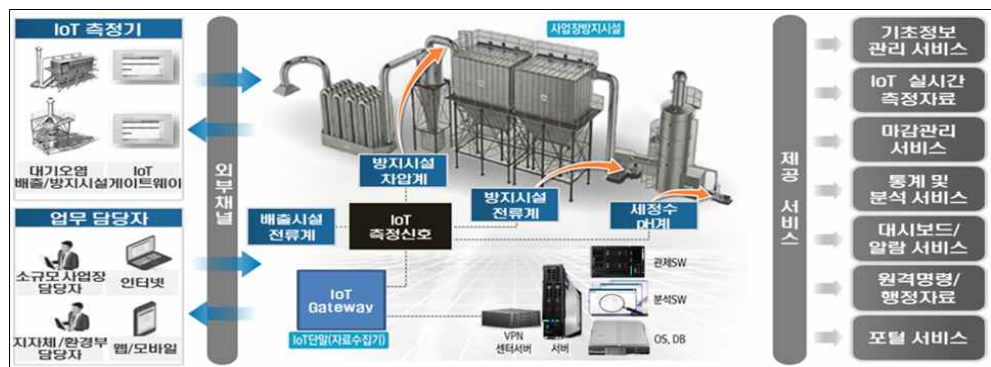 IoT 측정기
대기오염
배출/방지시설
IoT
게이트웨이
업무 담당자
소규모 사업장
담당자
인터넷
지자체/환경부
담당자
웹/모바일
외부채널
사업장방지시설
방지시설
차압계
배출시설
전류계
IoT
측정신호
방지시설
전류계
세정수
pH계
IoT
Gateway
IoT단말(자료수집기)
VPN
센터서버
서버
관제SW
분석SW
OS, DB
제공 서비스
기초정보
관리 서비스
IoT 실시간
측정자료
마감관리
서비스
통계 및
분석 서비스
대시보드/
알람 서비스
원격명령/
행정자료
포털 서비스